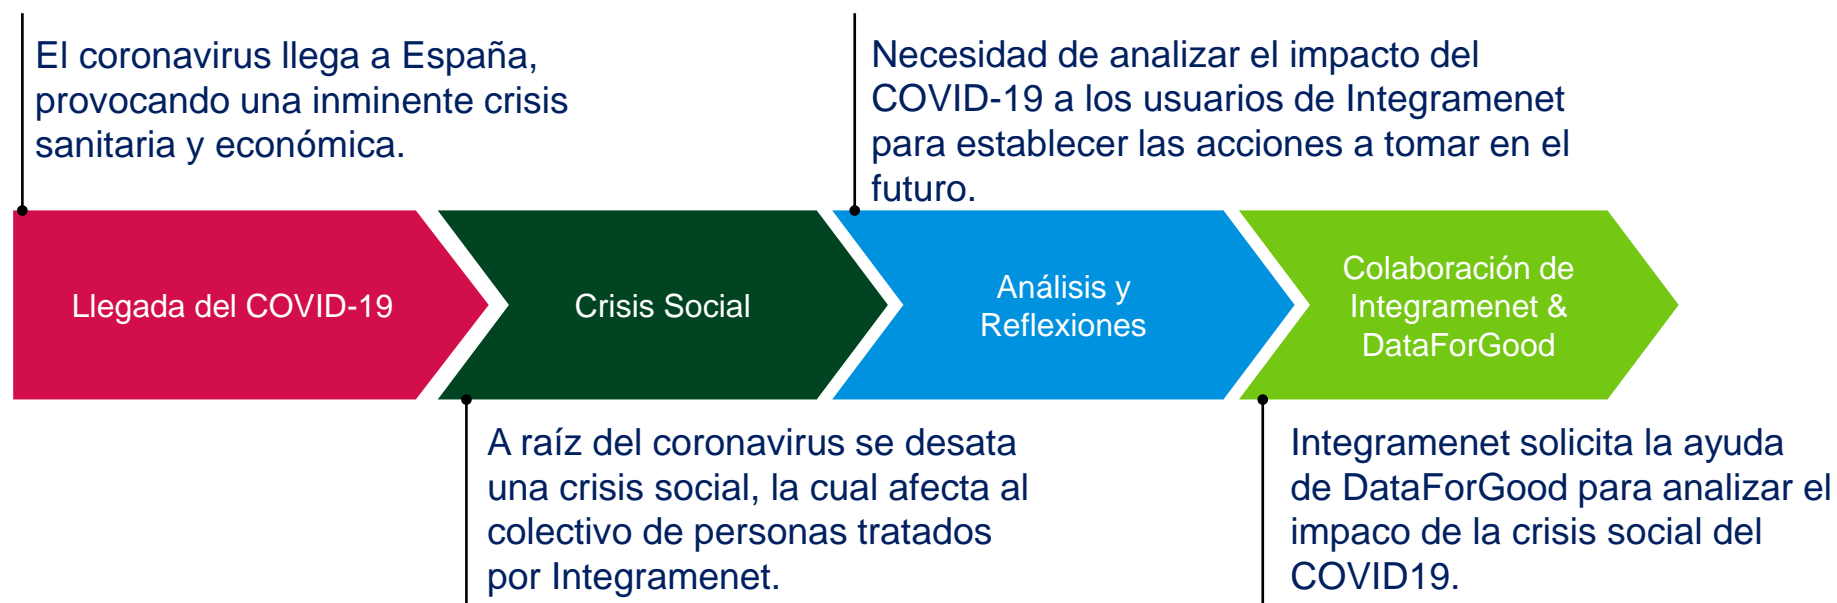 El coronavirus llega a España,
provocando una inminente crisis
sanitaria y económica.
Necesidad de analizar el impacto del
COVID-19 a los usuarios de Integramenet
para establecer las acciones a tomar en el
futuro.
Llegada del COVID-19
Crisis Social
Análisis y
Reflexiones
Colaboración de
Integramenet &
DataForGood
A raíz del coronavirus se desata
una crisis social, la cual afecta al
colectivo de personas tratados
por Integramenet.
Integramenet solicita la ayuda
de DataForGood para analizar el
impaco de la crisis social del
COVID19.